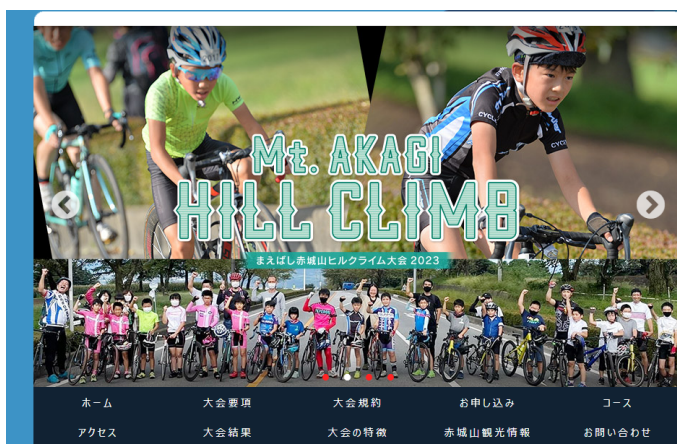 Mt. AKAGI
HILL CLIMB
まえばし赤城山ヒルクライム大会 2023
ホーム 大会要項 大会規約 お申し込み コース
アクセス 大会結果 大会の特徴 赤城山観光情報 お問い合わせ